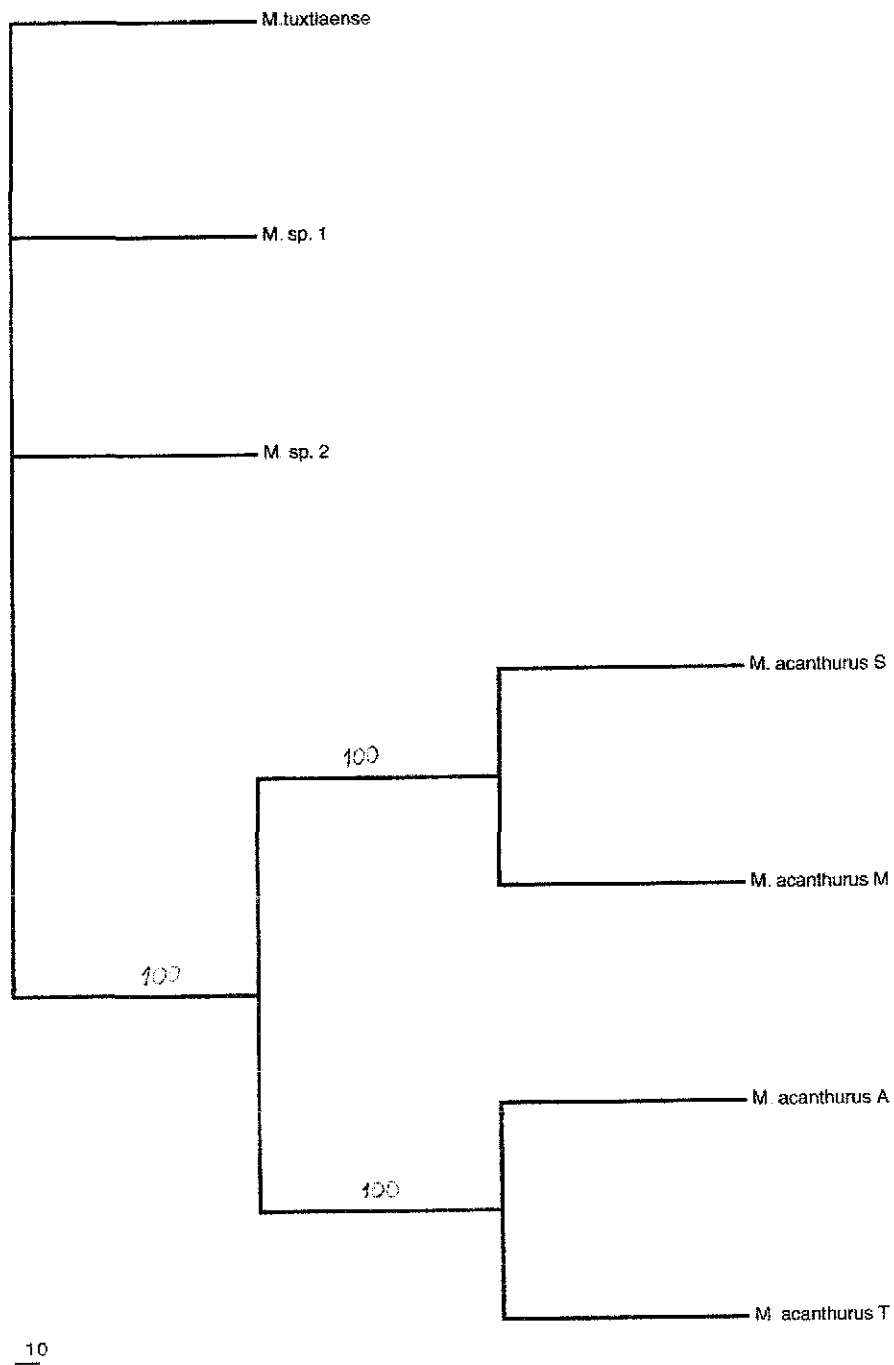 M.tuxtlaense
M. sp. 1
M. sp. 2
M. acanthurus S
100
M. acanthurus M
100
M. acanthurus A
100
M. acanthurus T
10